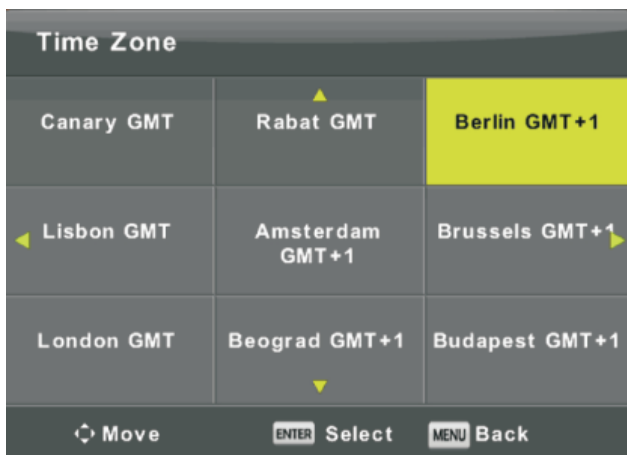 Time Zone
Canary GMT
Rabat GMT
Berlin GMT+1
Lisbon GMT
Amsterdam
GMT+1
Brussels GMT+1
London GMT
Beograd GMT+1
Budapest GMT+1
Move
ENTER Select
MENU Back